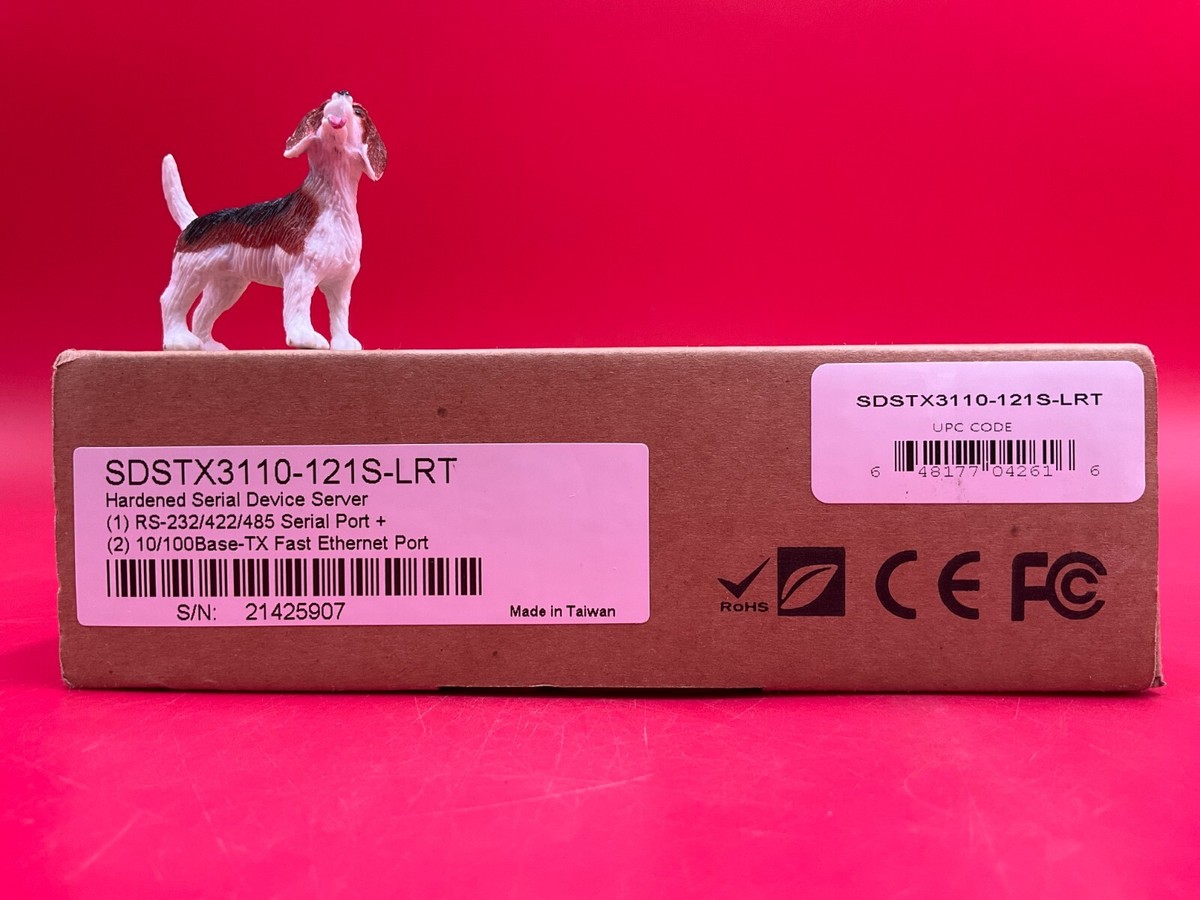 SDSTX3110-121S-LRT
Hardened Serial Device Server
(1) RS-232/422/485 Serial Port +
(2) 10/100Base-TX Fast Ethernet Port
S/N: 21425907
Made in Taiwan
SDSTX3110-121S-LRT
UPC CODE
6 48177 04261 6
RoHS
CE
FC